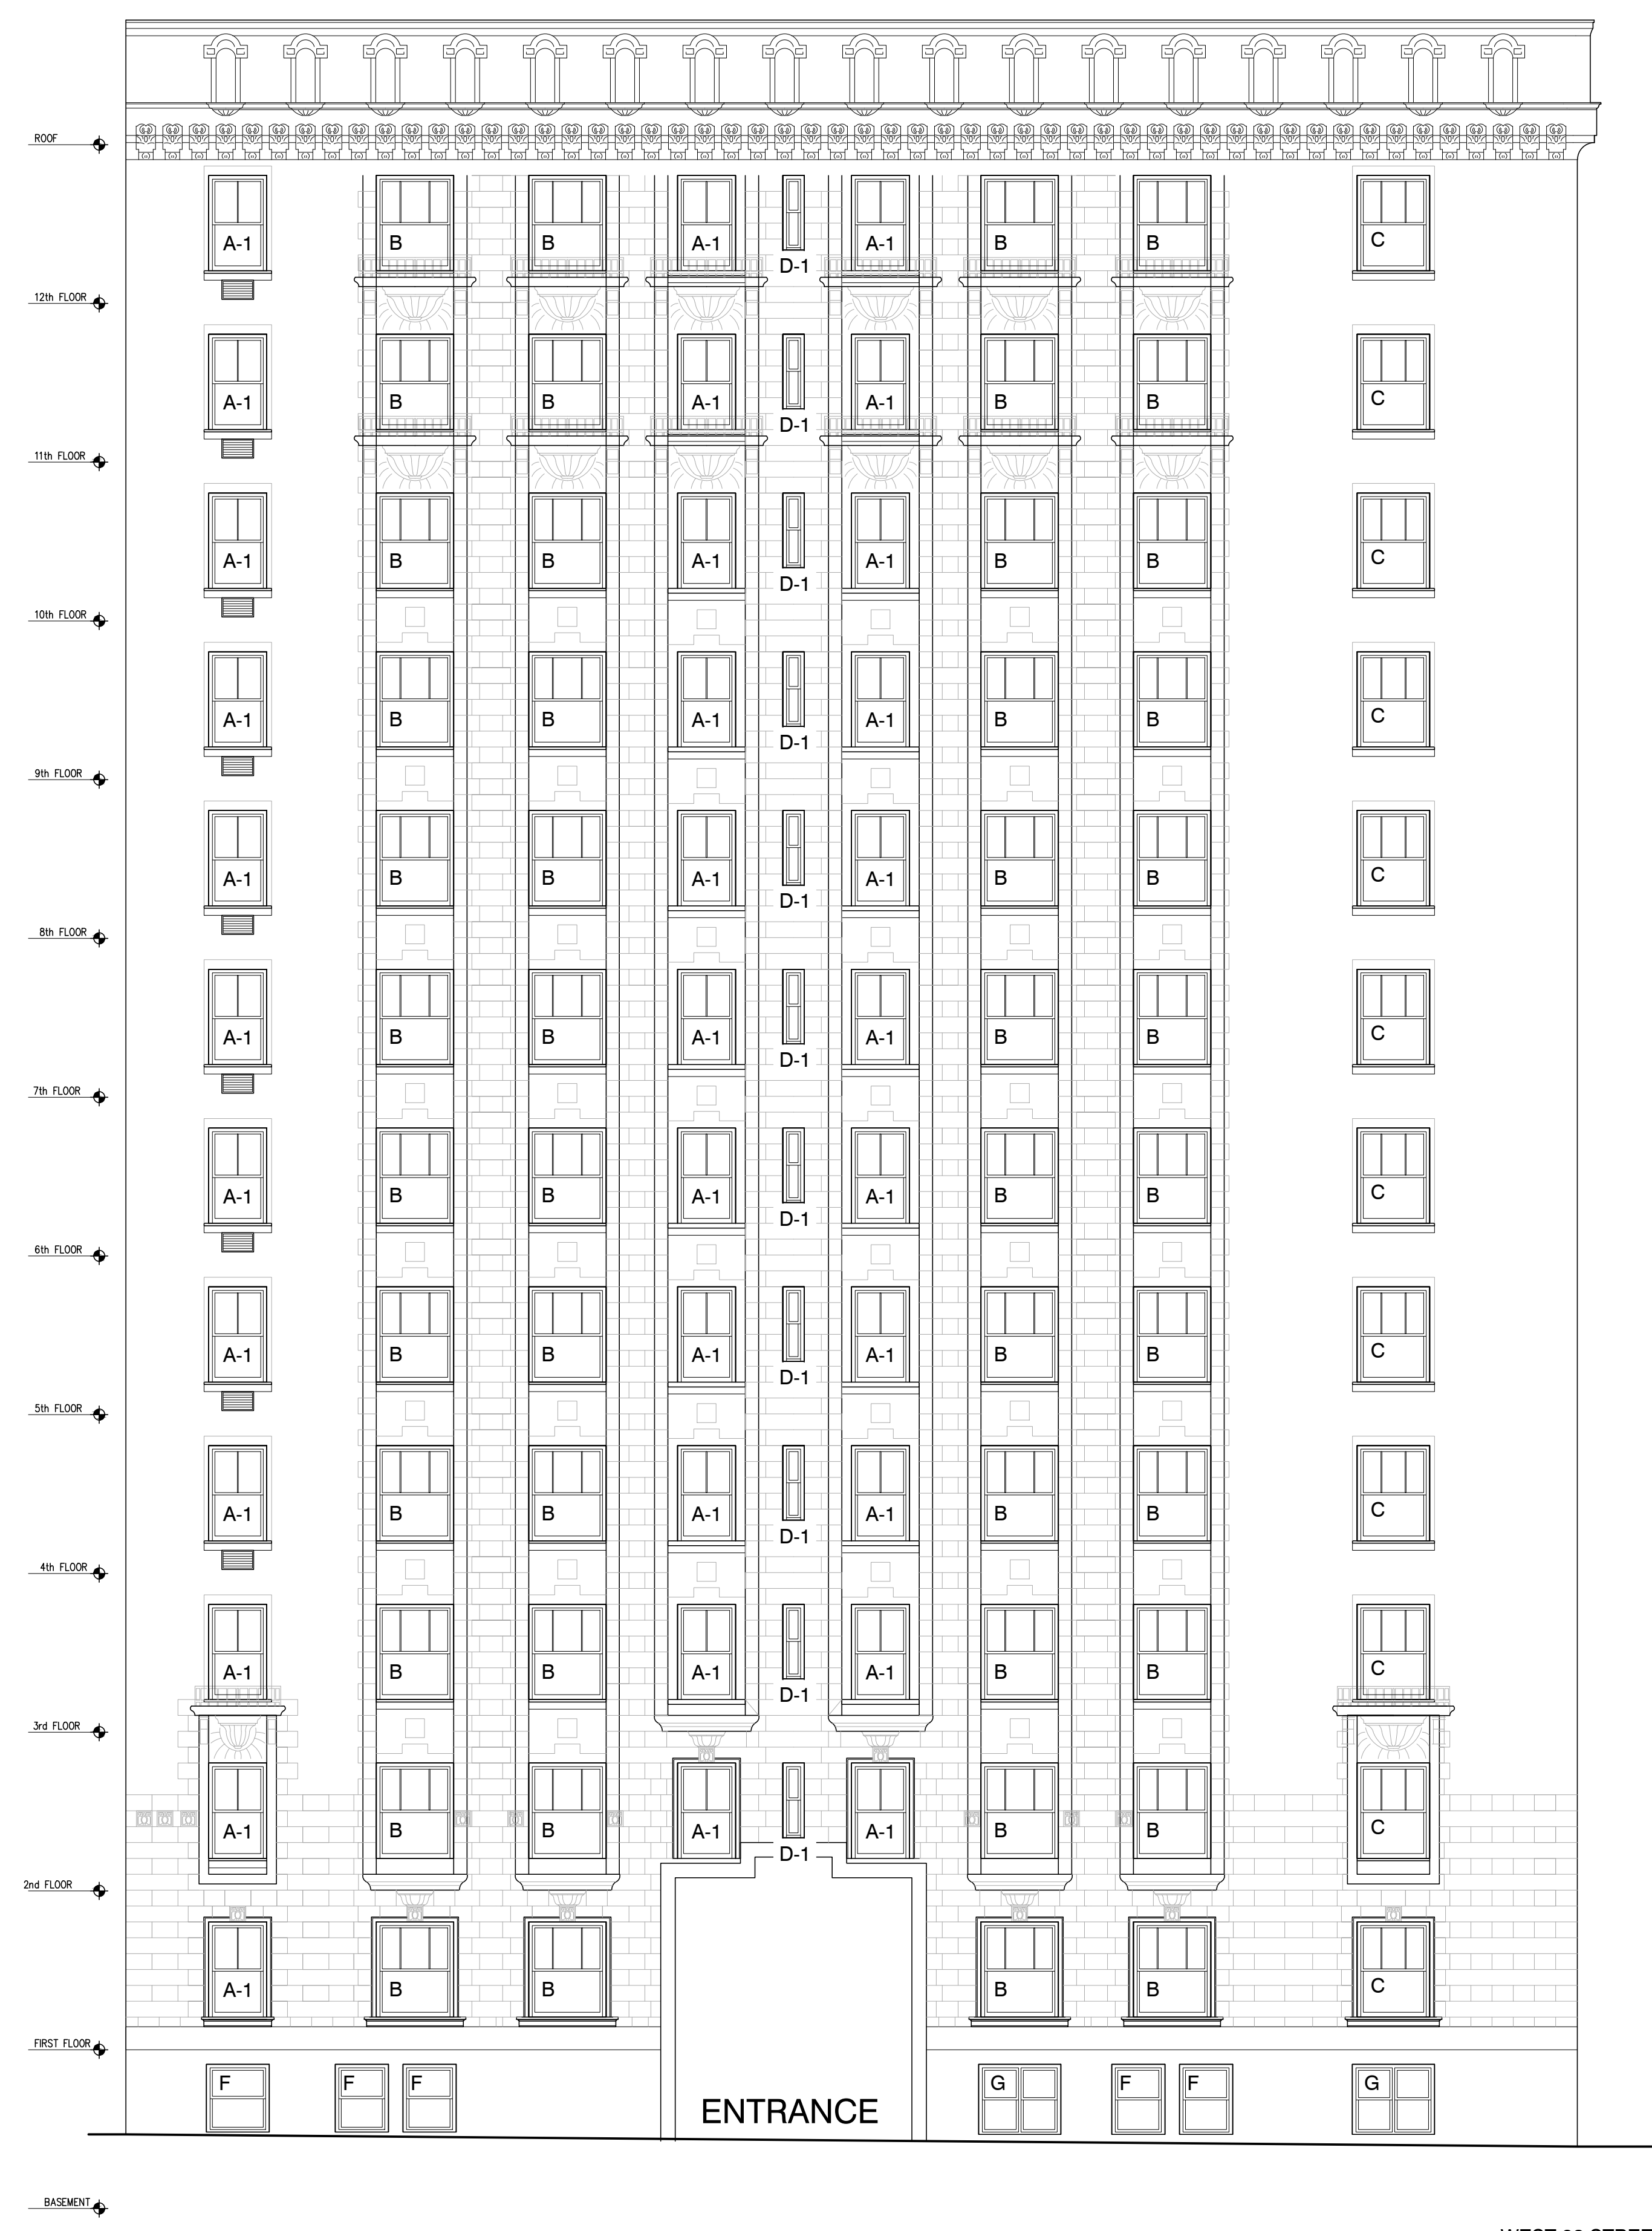 ROOF
A-1 B B A-1 D-1 A-1 B B C
12th FLOOR
A-1 B B A-1 D-1 A-1 B B C
11th FLOOR
A-1 B B A-1 D-1 A-1 B B C
10th FLOOR
A-1 B B A-1 D-1 A-1 B B C
9th FLOOR
A-1 B B A-1 D-1 A-1 B B C
8th FLOOR
A-1 B B A-1 D-1 A-1 B B C
7th FLOOR
A-1 B B A-1 D-1 A-1 B B C
6th FLOOR
A-1 B B A-1 D-1 A-1 B B C
5th FLOOR
A-1 B B A-1 D-1 A-1 B B C
4th FLOOR
A-1 B B A-1 D-1 A-1 B B C
3rd FLOOR
A-1 B B A-1 D-1 A-1 B B C
2nd FLOOR
A-1 B B B B C
FIRST FLOOR
F F F G F F G
ENTRANCE
BASEMENT